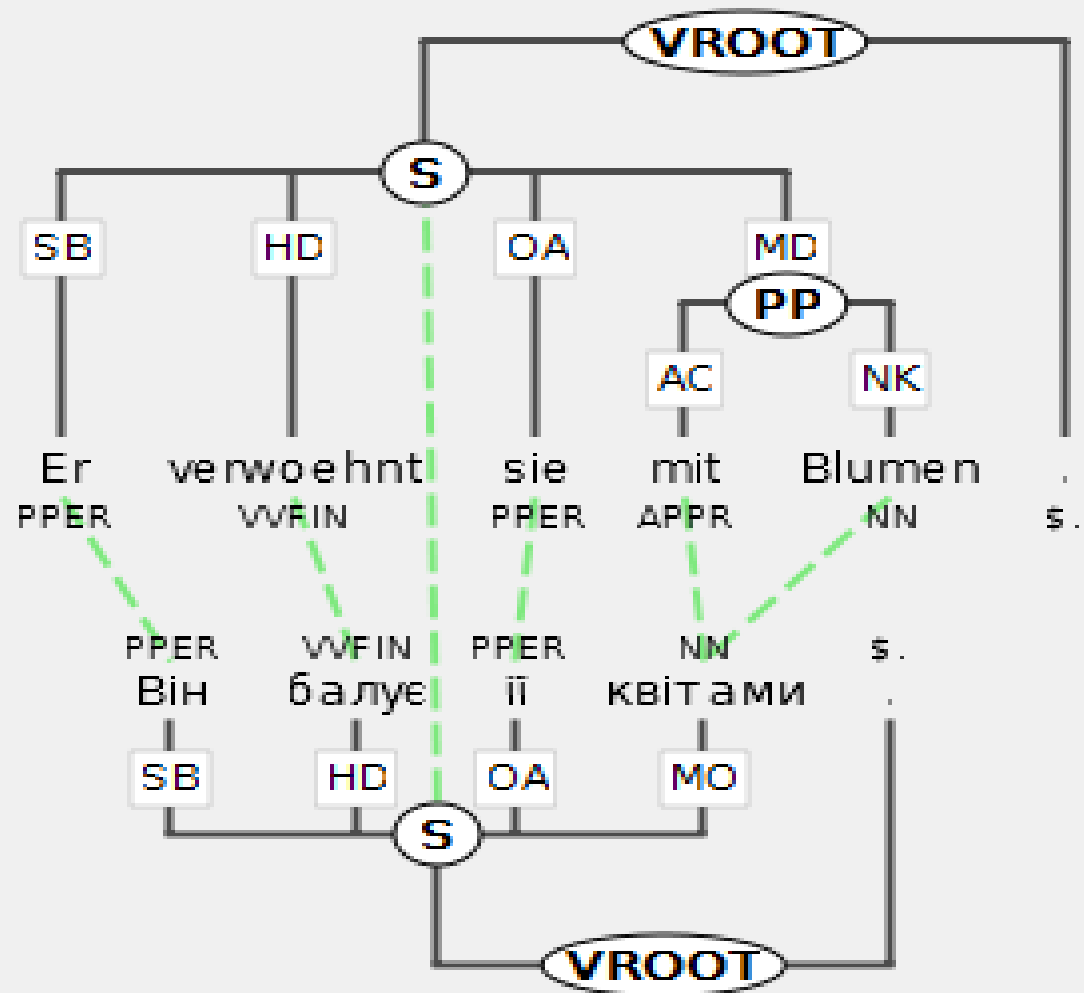 VROOT
S
SB HD OA MD
PP
AC NK
Er verwoehnt sie mit Blumen .
PPER VVFIN PPER APPR NN $.
PPER VVFIN PPER NN $.
Він балує її квітами .
SB HD OA MO
S
VROOT